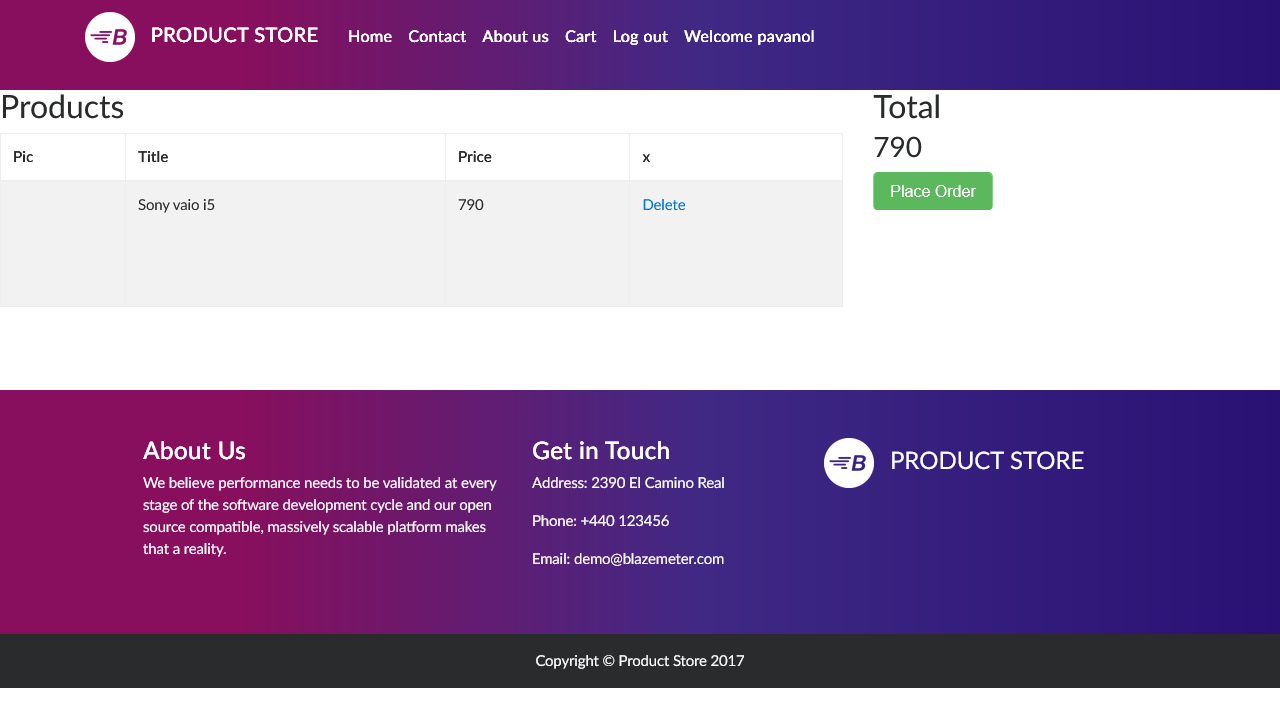 B PRODUCT STORE Home Contact About us Cart Log out Welcome pavanol
Products
Total
790
Place Order
Pic Title Price x
Sony vaio i5 790 Delete
About Us
We believe performance needs to be validated at every
stage of the software development cycle and our open
source compatible, massively scalable platform makes
that a reality.
Get in Touch
Address: 2390 El Camino Real
Phone: +440 123456
Email: demo@blazemeter.com
B PRODUCT STORE
Copyright © Product Store 2017